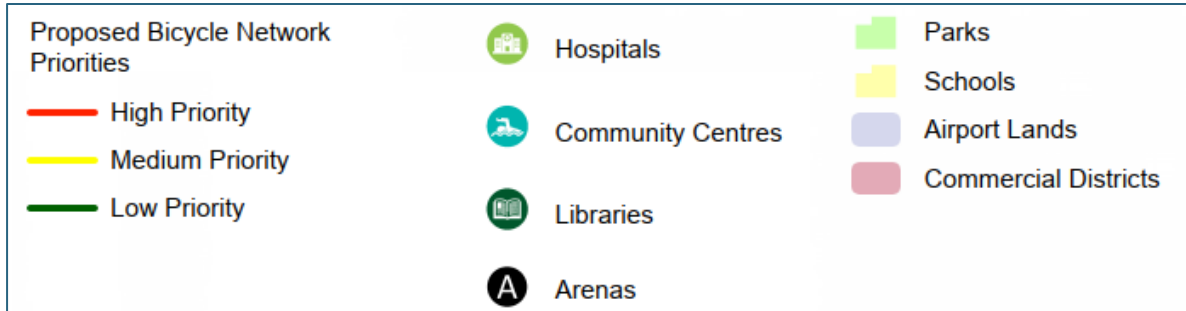 Proposed Bicycle Network
Priorities
High Priority
Medium Priority
Low Priority
Hospitals
Community Centres
Libraries
A
Arenas
Parks
Schools
Airport Lands
Commercial Districts